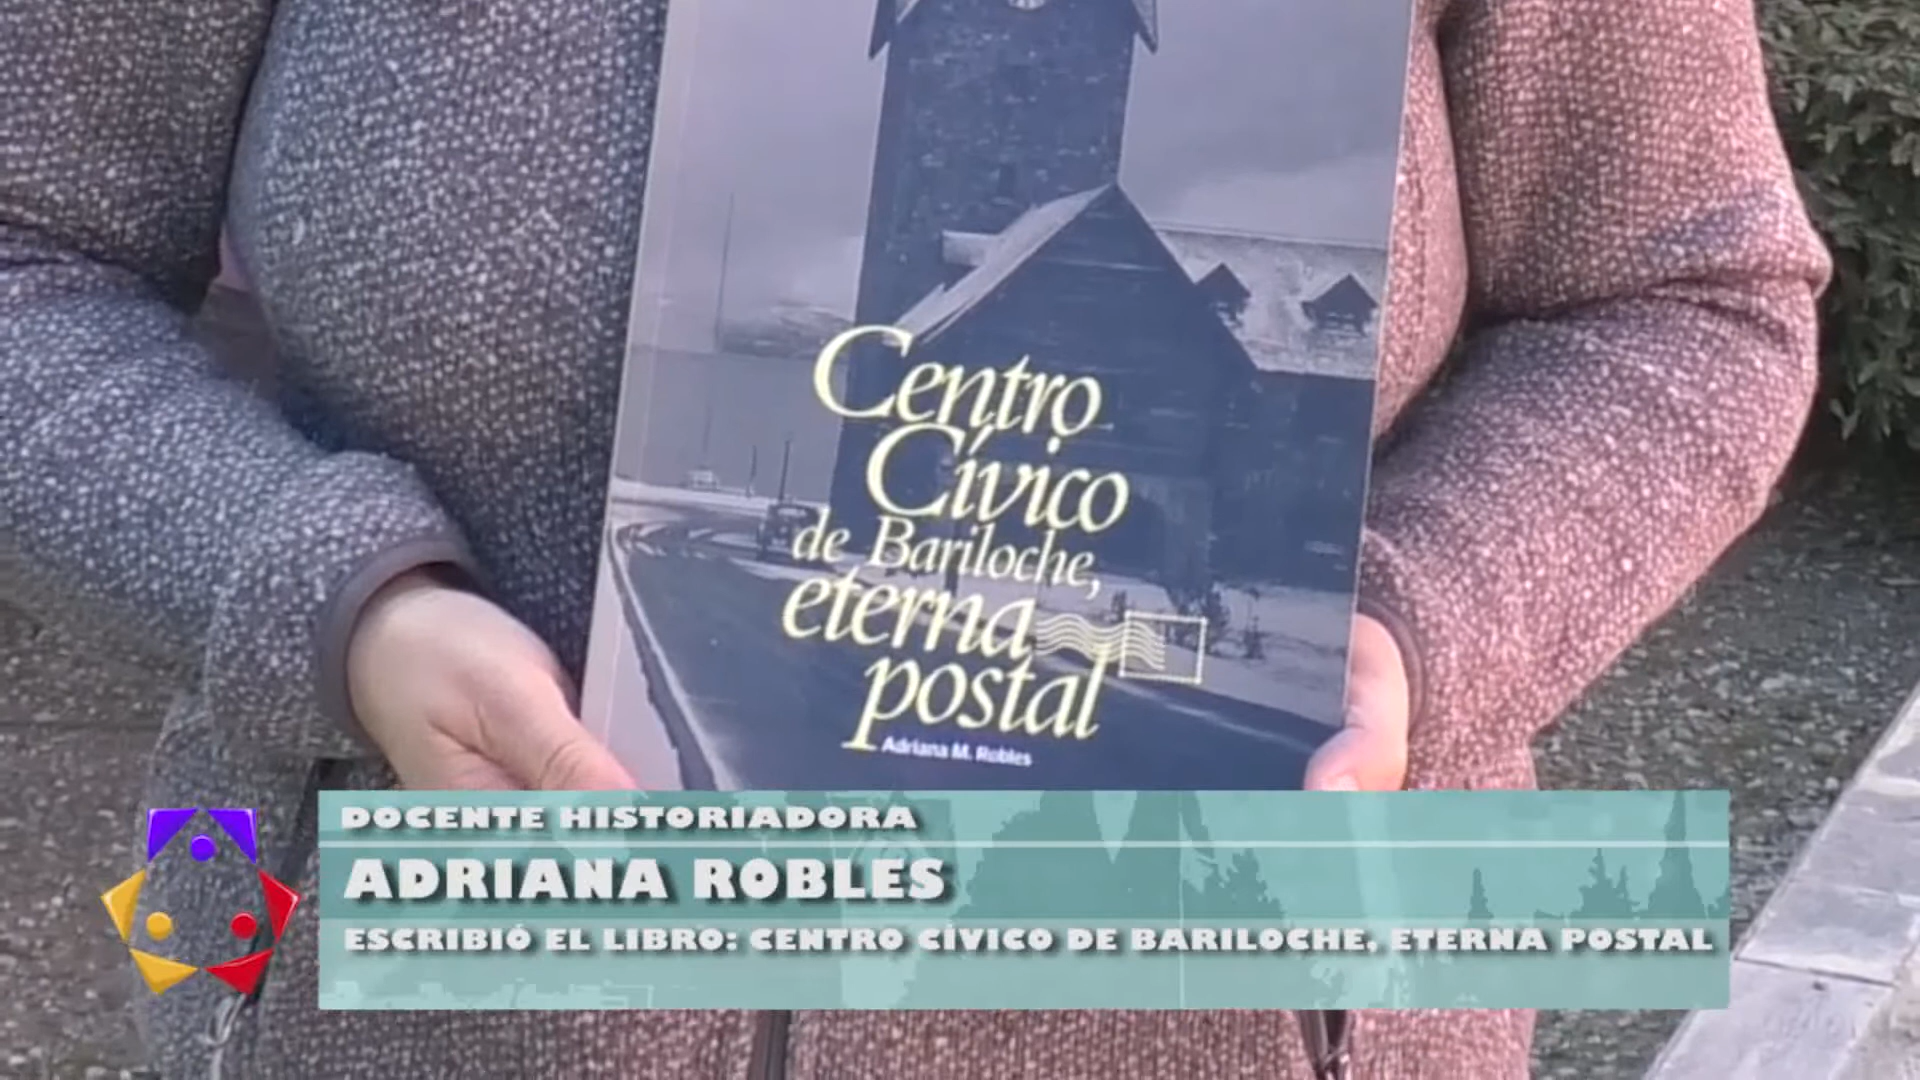 Centro
Cívico
de Bariloche,
eterna
postal
Adriana M. Robles
DOCENTE HISTORIADORA
ADRIANA ROBLES
ESCRIBIÓ EL LIBRO: CENTRO CÍVICO DE BARILOCHE, ETERNA POSTAL